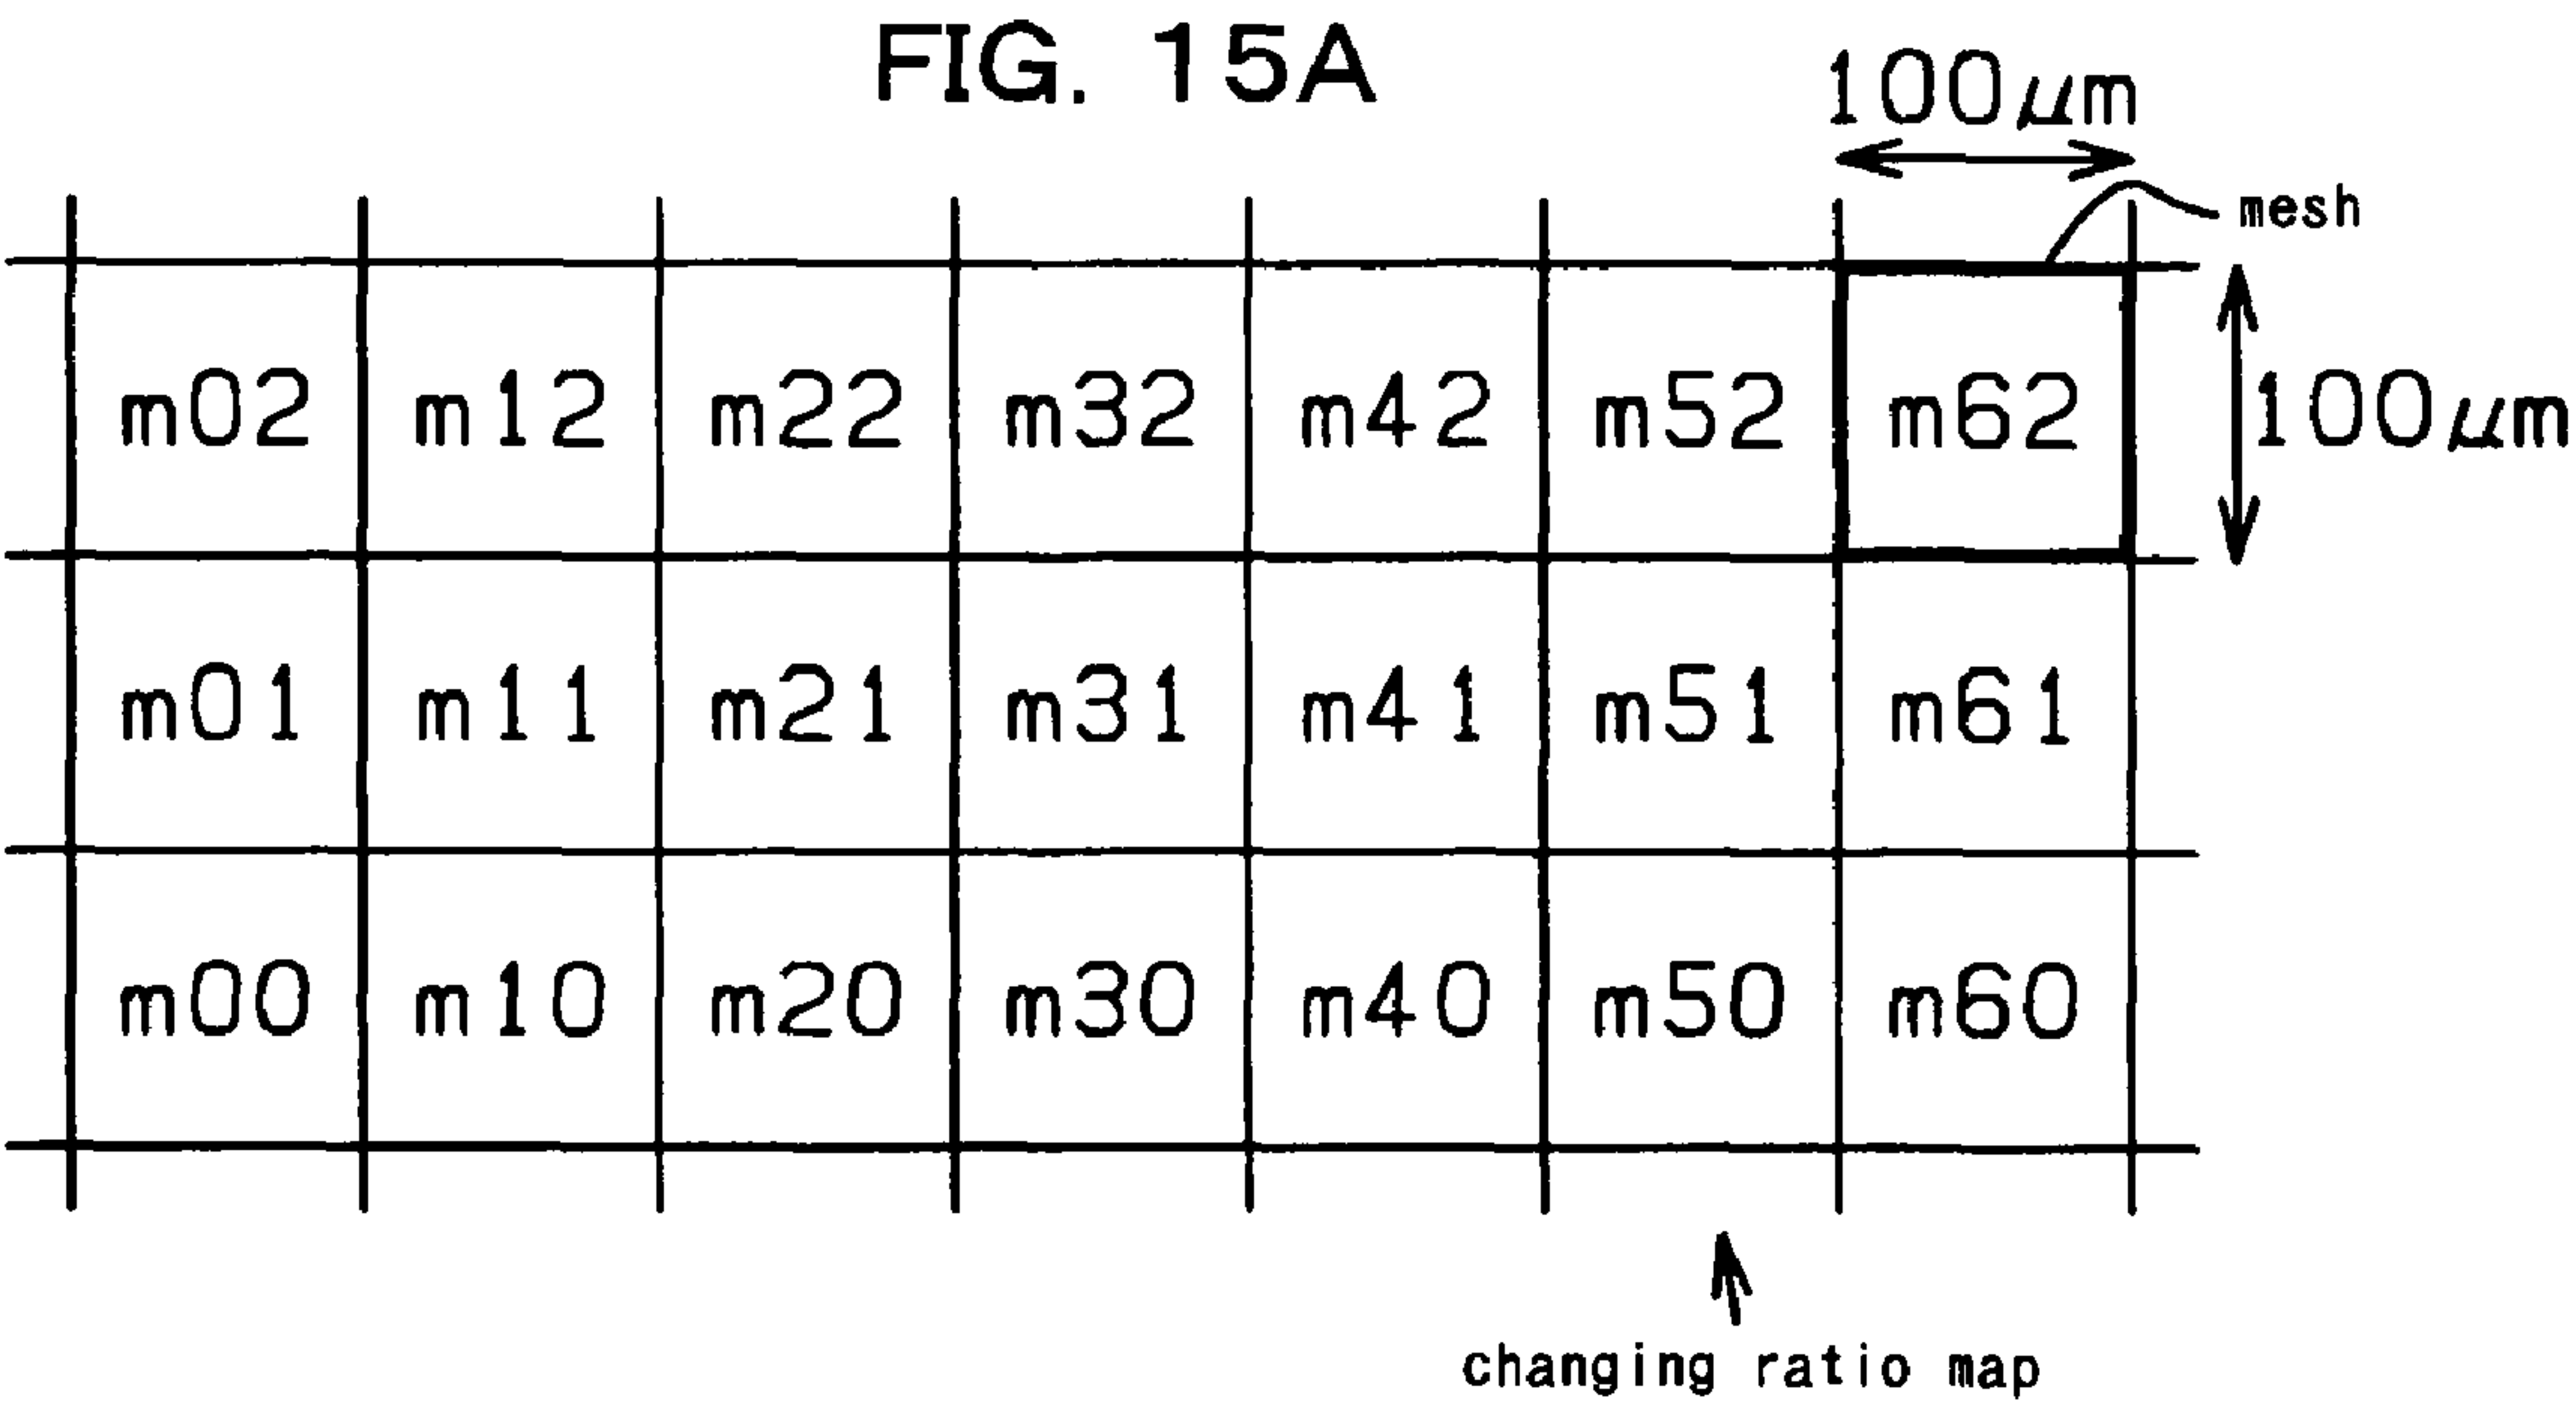 FIG. 15A
100μm
mesh
m02 m12 m22 m32 m42 m52 m62
100μm
m01 m11 m21 m31 m41 m51 m61
m00 m10 m20 m30 m40 m50 m60
changing ratio map